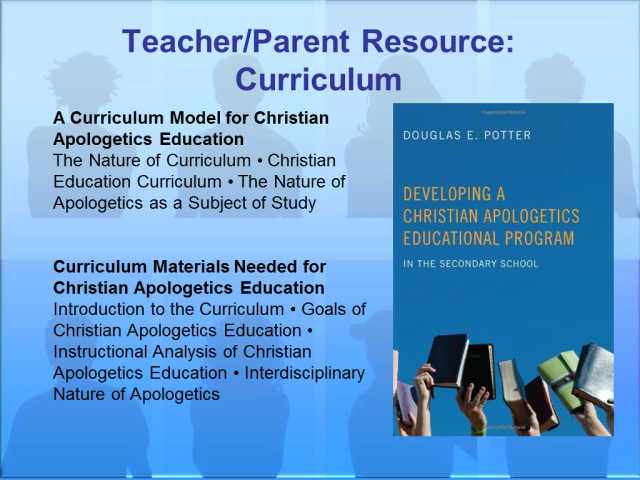 Teacher/Parent Resource:
Curriculum
A Curriculum Model for Christian
Apologetics Education
The Nature of Curriculum • Christian
Education Curriculum • The Nature of
Apologetics as a Subject of Study
Curriculum Materials Needed for
Christian Apologetics Education
Introduction to the Curriculum • Goals of
Christian Apologetics Education •
Instructional Analysis of Christian
Apologetics Education • Interdisciplinary
Nature of Apologetics
DOUGLAS E. POTTER
DEVELOPING A
CHRISTIAN APOLOGETICS
EDUCATIONAL PROGRAM
IN THE SECONDARY SCHOOL